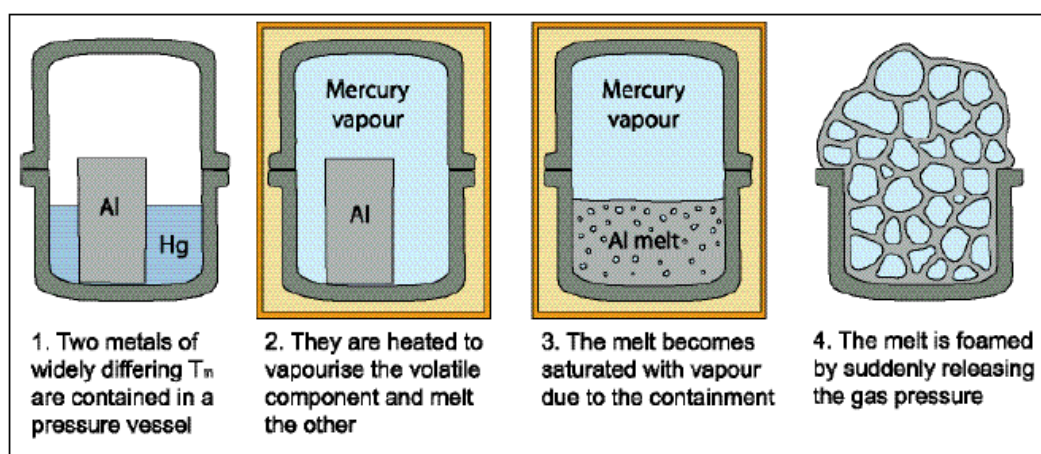 Al
Hg
1. Two metals of
widely differing Tm
are contained in a
pressure vessel
Mercury
vapour
Al
2. They are heated to
vapourise the volatile
component and melt
the other
Mercury
vapour
Al melt
3. The melt becomes
saturated with vapour
due to the containment
4. The melt is foamed
by suddenly releasing
the gas pressure